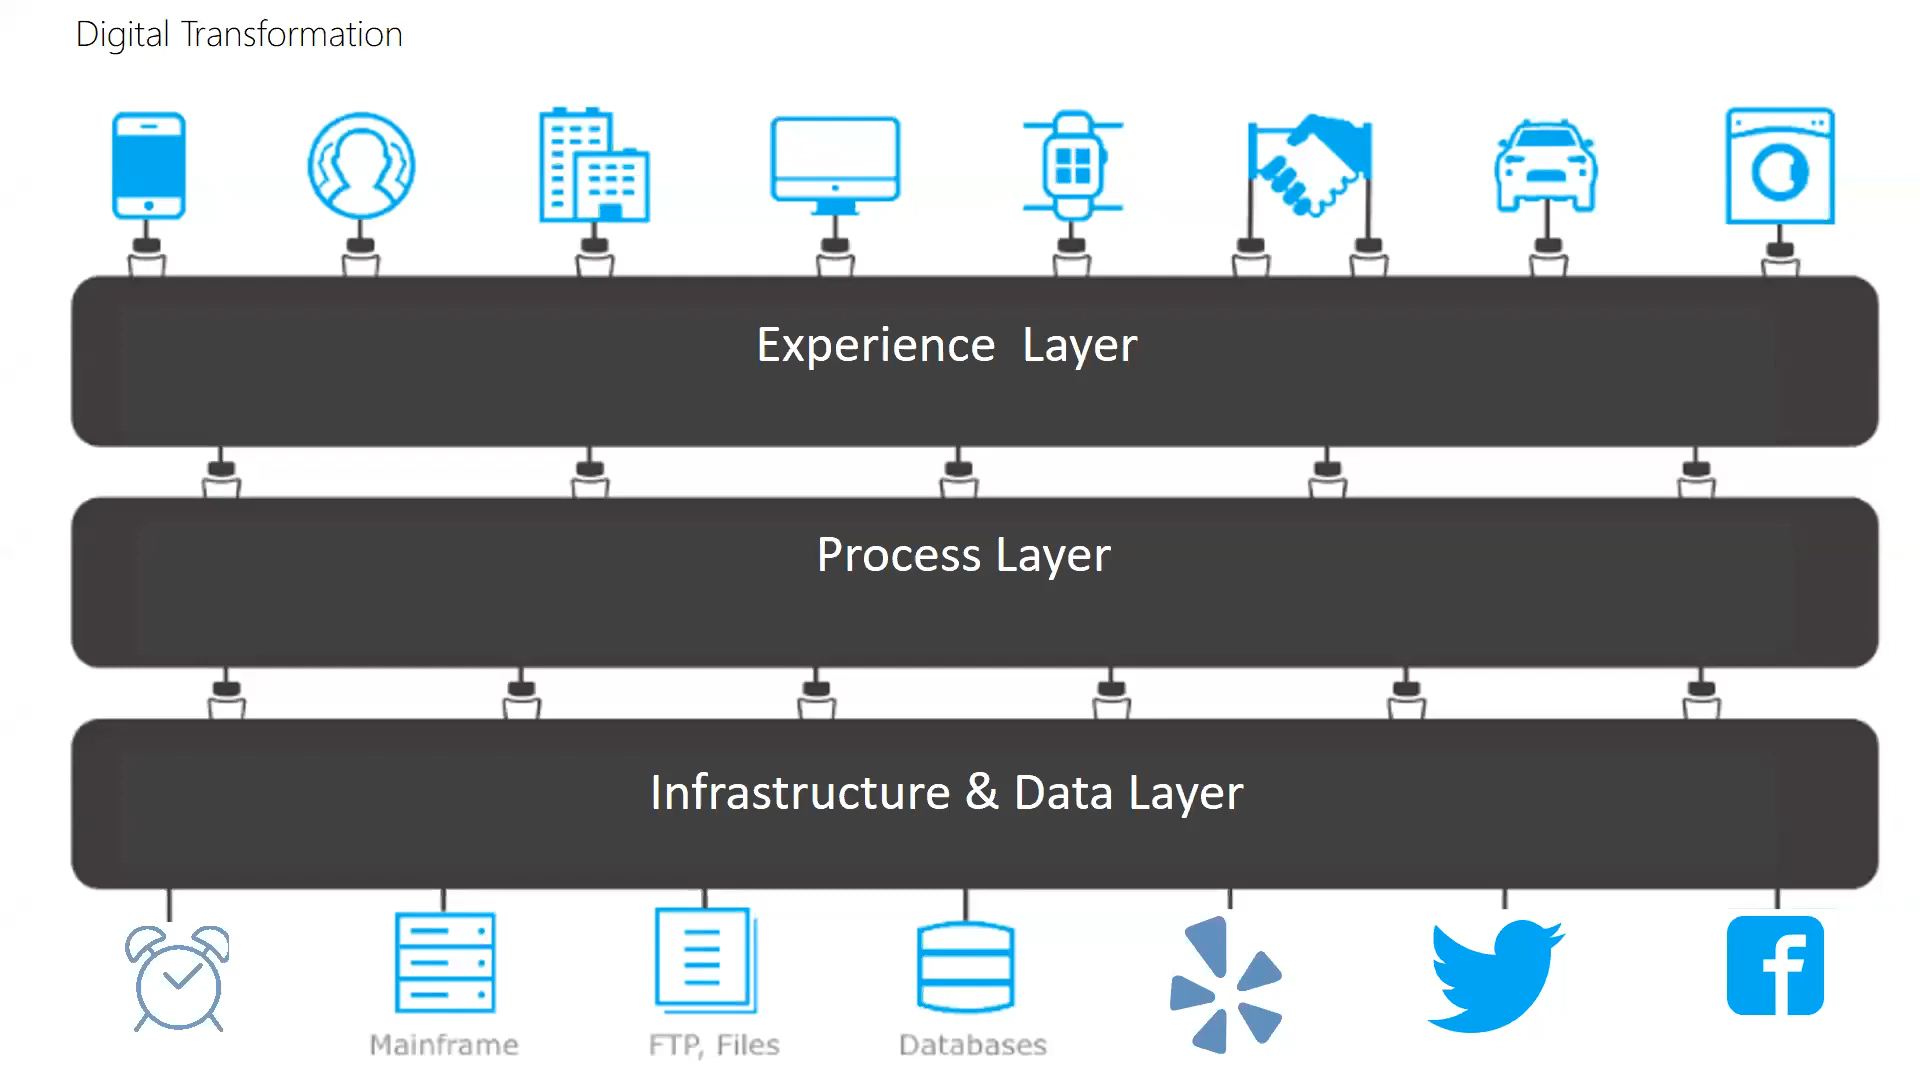 Digital Transformation
Experience Layer
Process Layer
Infrastructure & Data Layer
Mainframe
FTP, Files
Databases